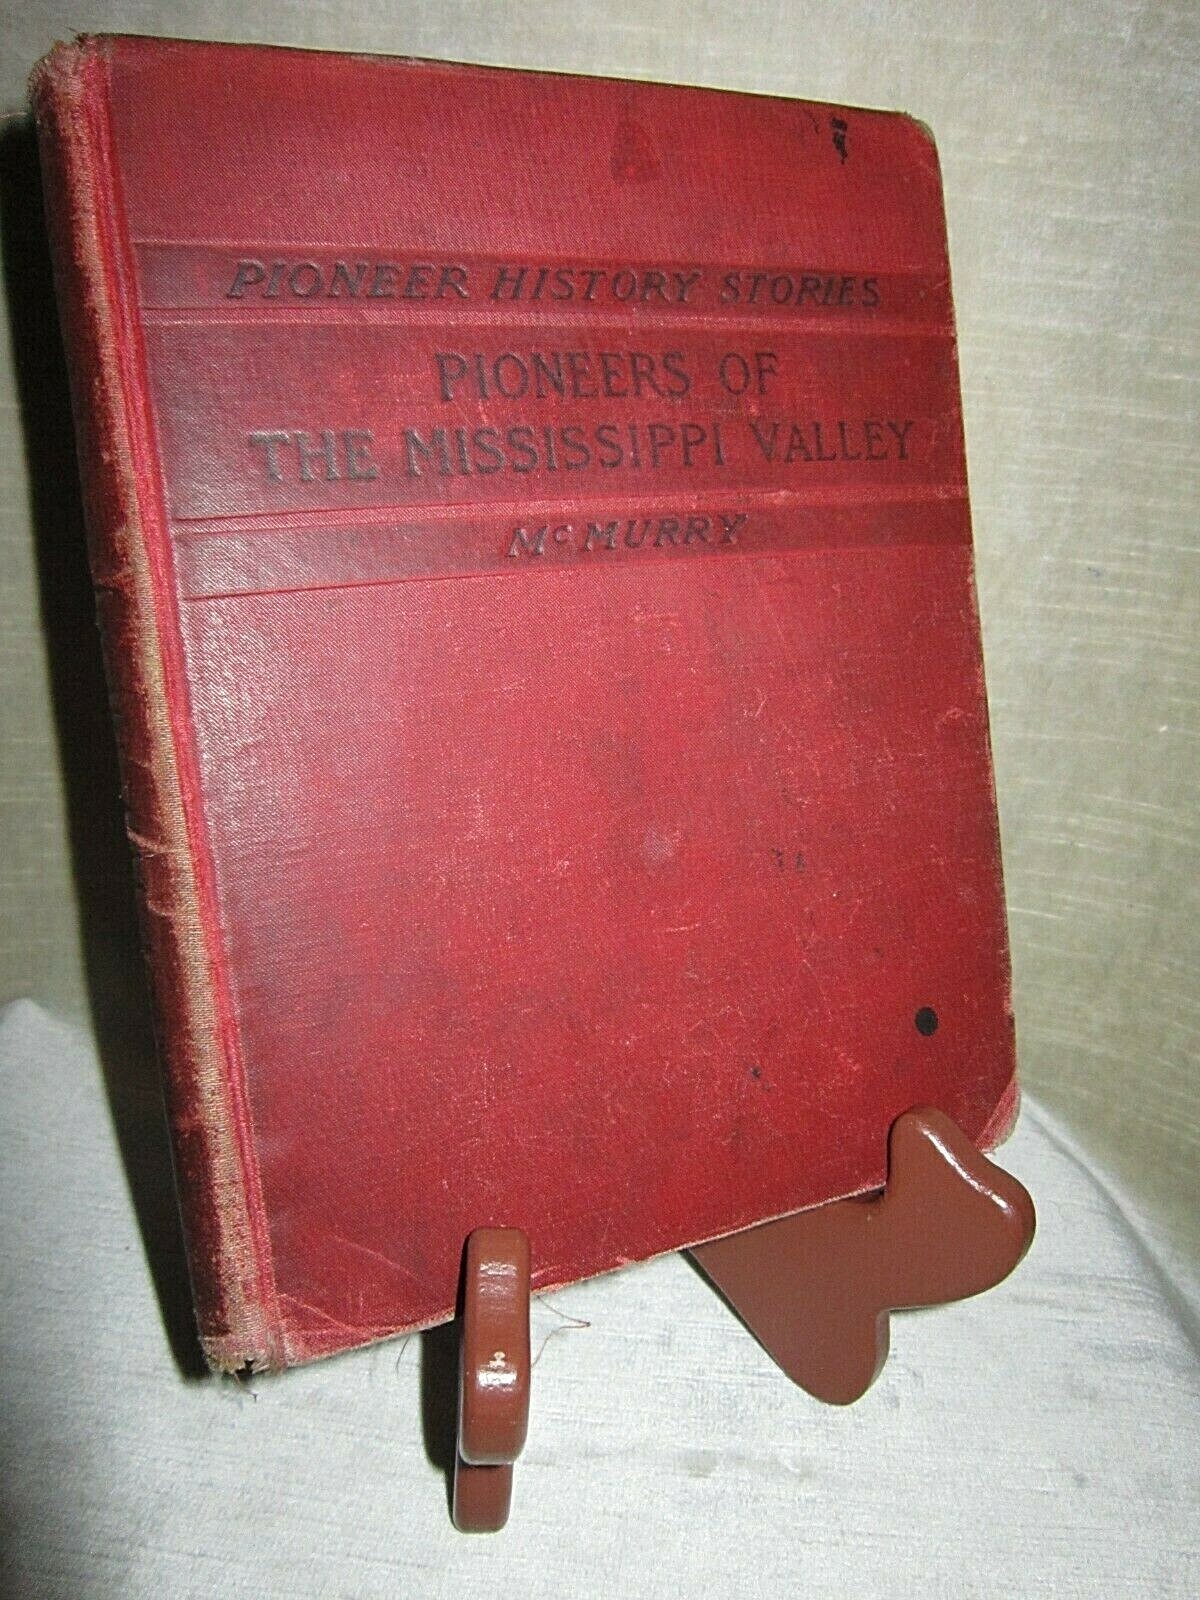 PIONEER HISTORY STORIES
PIONEERS OF
THE MISSISSIPPI VALLEY
McMURRY